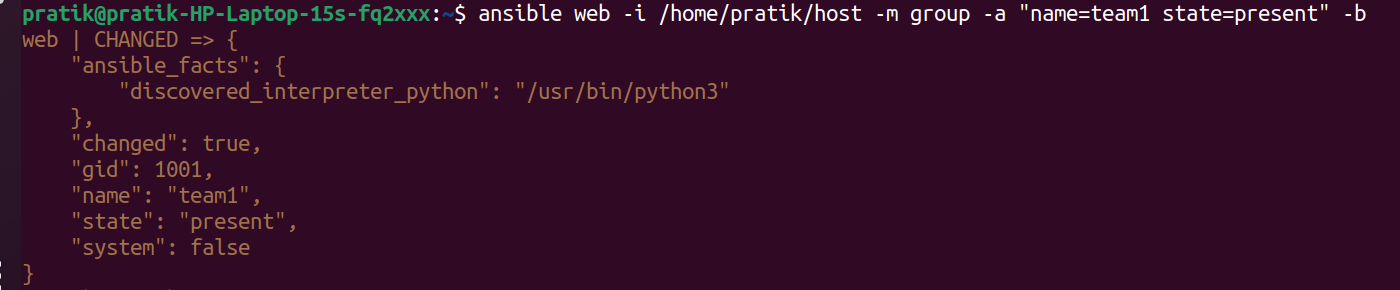 pratik@pratik-HP-Laptop-15s-fq2xxx:~$ ansible web -i /home/pratik/host -m group -a "name=team1 state=present" -b
web | CHANGED => {
    "ansible_facts": {
        "discovered_interpreter_python": "/usr/bin/python3"
    },
    "changed": true,
    "gid": 1001,
    "name": "team1",
    "state": "present",
    "system": false
}